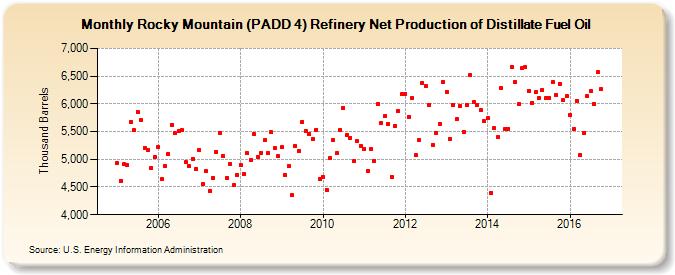 Monthly Rocky Mountain (PADD 4) Refinery Net Production of Distillate Fuel Oil
Thousand Barrels
7,000
6,500
6,000
5,500
5,000
4,500
4,000
2006 2008 2010 2012 2014 2016
Source: U.S. Energy Information Administration